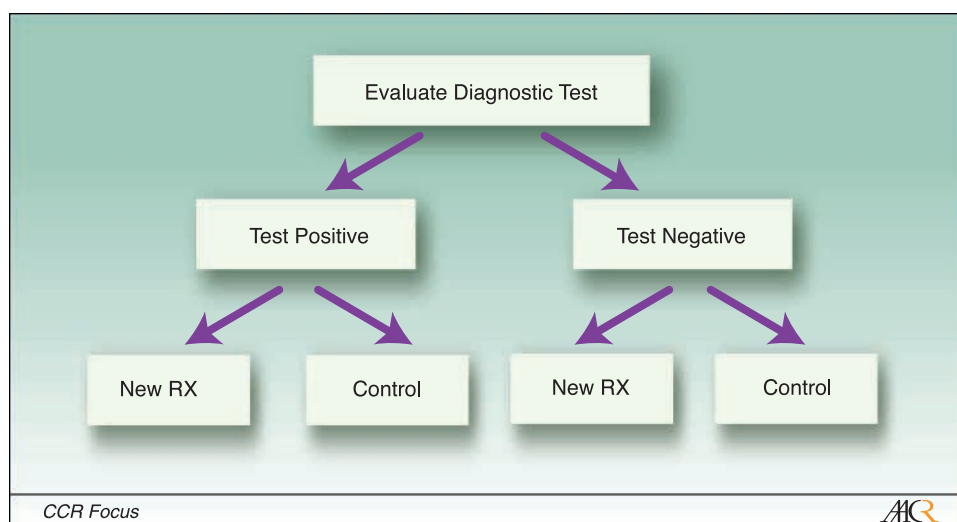 Evaluate Diagnostic Test
Test Positive
Test Negative
New RX
Control
New RX
Control
CCR Focus
AACR